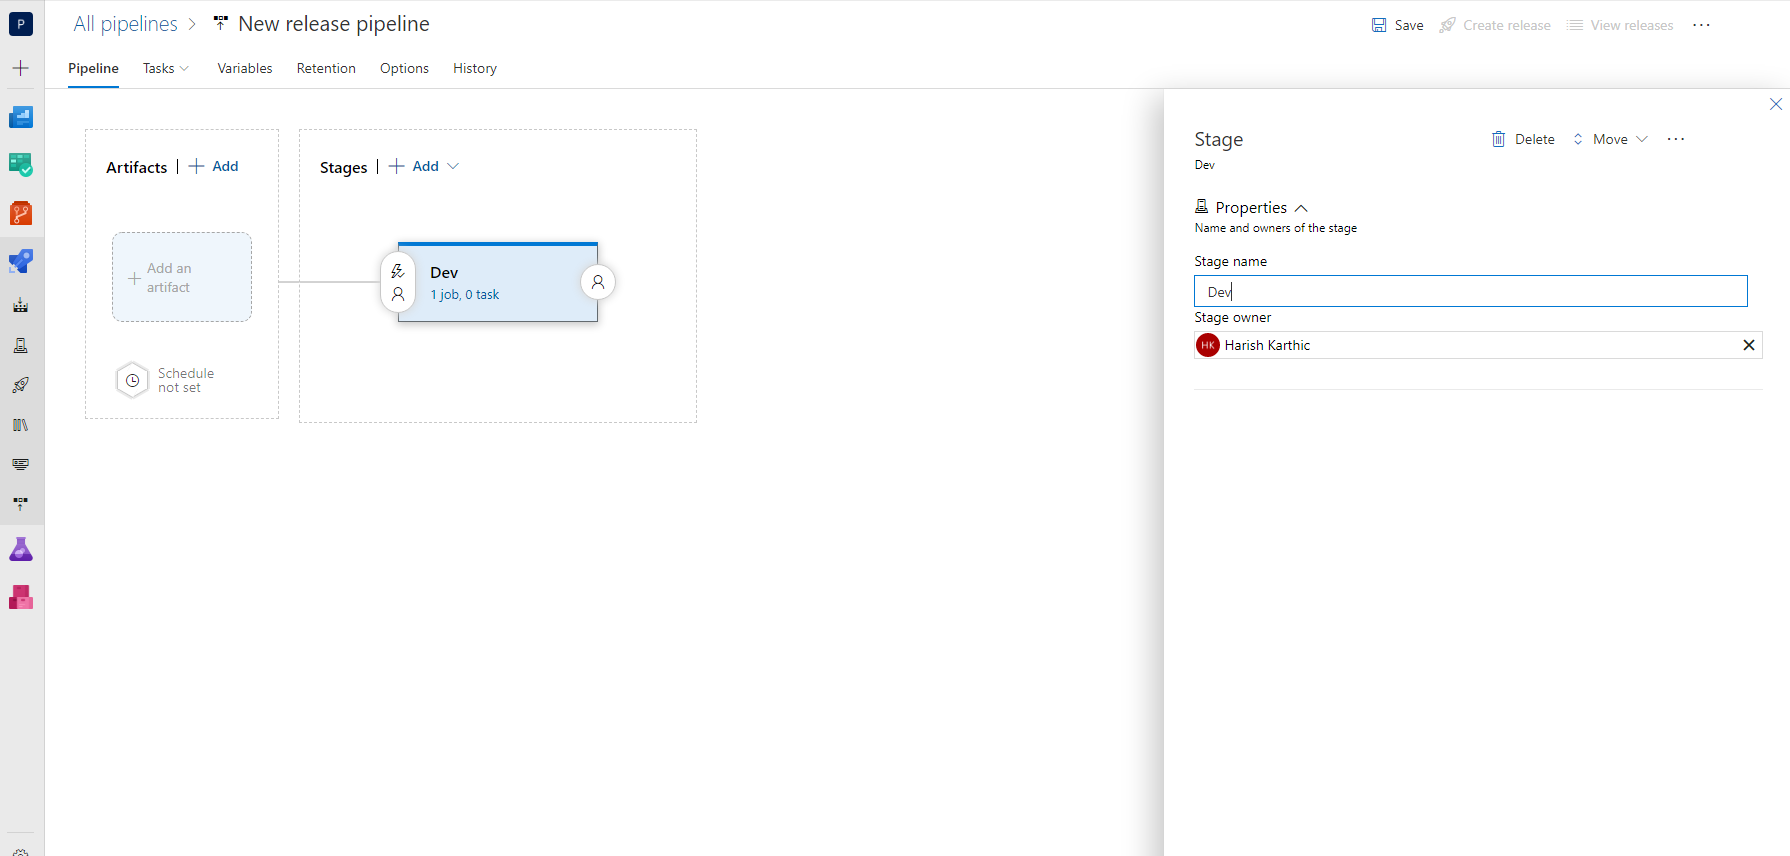 P
All pipelines
New release pipeline
Save
Create release
View releases
Pipeline
Tasks
Variables
Retention
Options
History
Artifacts
Add
Stages
Add
Add an
artifact
Dev
1 job, 0 task
Schedule
not set
Stage
Dev
Delete
Move
Properties
Name and owners of the stage
Stage name
Dev
Stage owner
HK
Harish Karthic